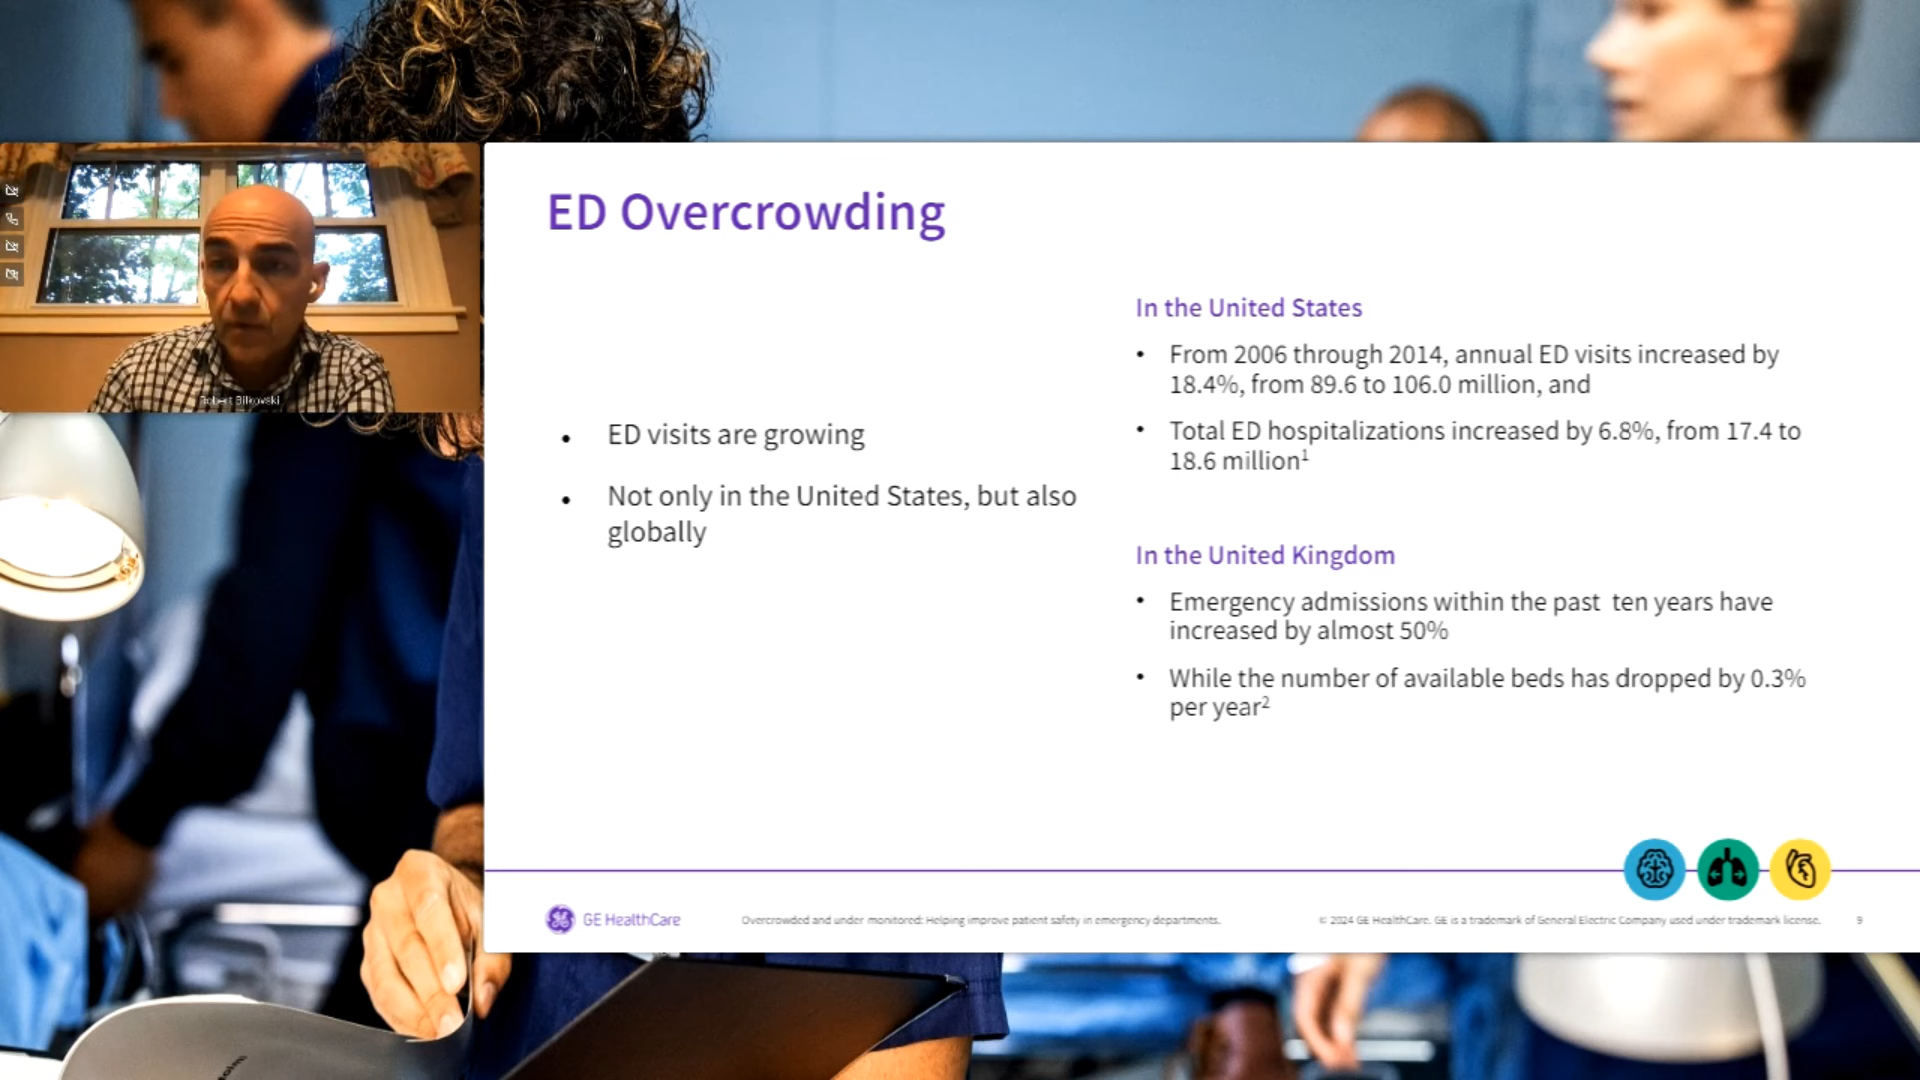 Robert Bilkovski
ED Overcrowding
• ED visits are growing
• Not only in the United States, but also
globally
In the United States
• From 2006 through 2014, annual ED visits increased by
18.4%, from 89.6 to 106.0 million, and
• Total ED hospitalizations increased by 6.8%, from 17.4 to
18.6 million¹
In the United Kingdom
• Emergency admissions within the past ten years have
increased by almost 50%
• While the number of available beds has dropped by 0.3%
per year²
GE HealthCare
Overcrowded and under monitored: Helping improve patient safety in emergency departments.
© 2024 GE HealthCare. GE is a trademark of General Electric Company used under trademark license.
9